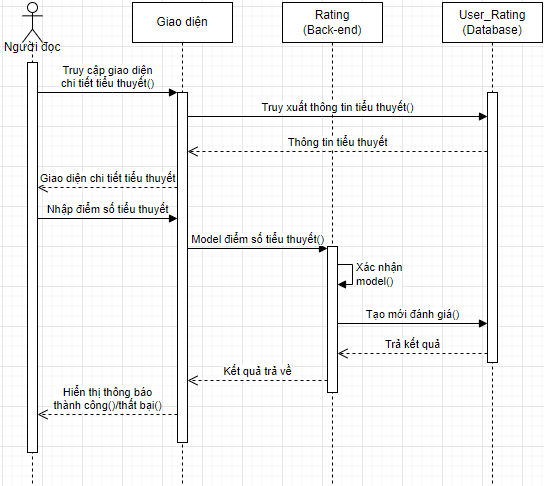 Giao diện
Rating
(Back-end)
User_Rating
(Database)
Người đọc
Truy cập giao diện
chi tiết tiểu thuyết()
Truy xuất thông tin tiểu thuyết()
Thông tin tiểu thuyết
Giao diện chi tiết tiểu thuyết
Nhập điểm số tiểu thuyết
Model điểm số tiểu thuyết()
Xác nhận
model()
Tạo mới đánh giá()
Trả kết quả
Kết quả trả về
Hiển thị thông báo
thành công()/thất bại()